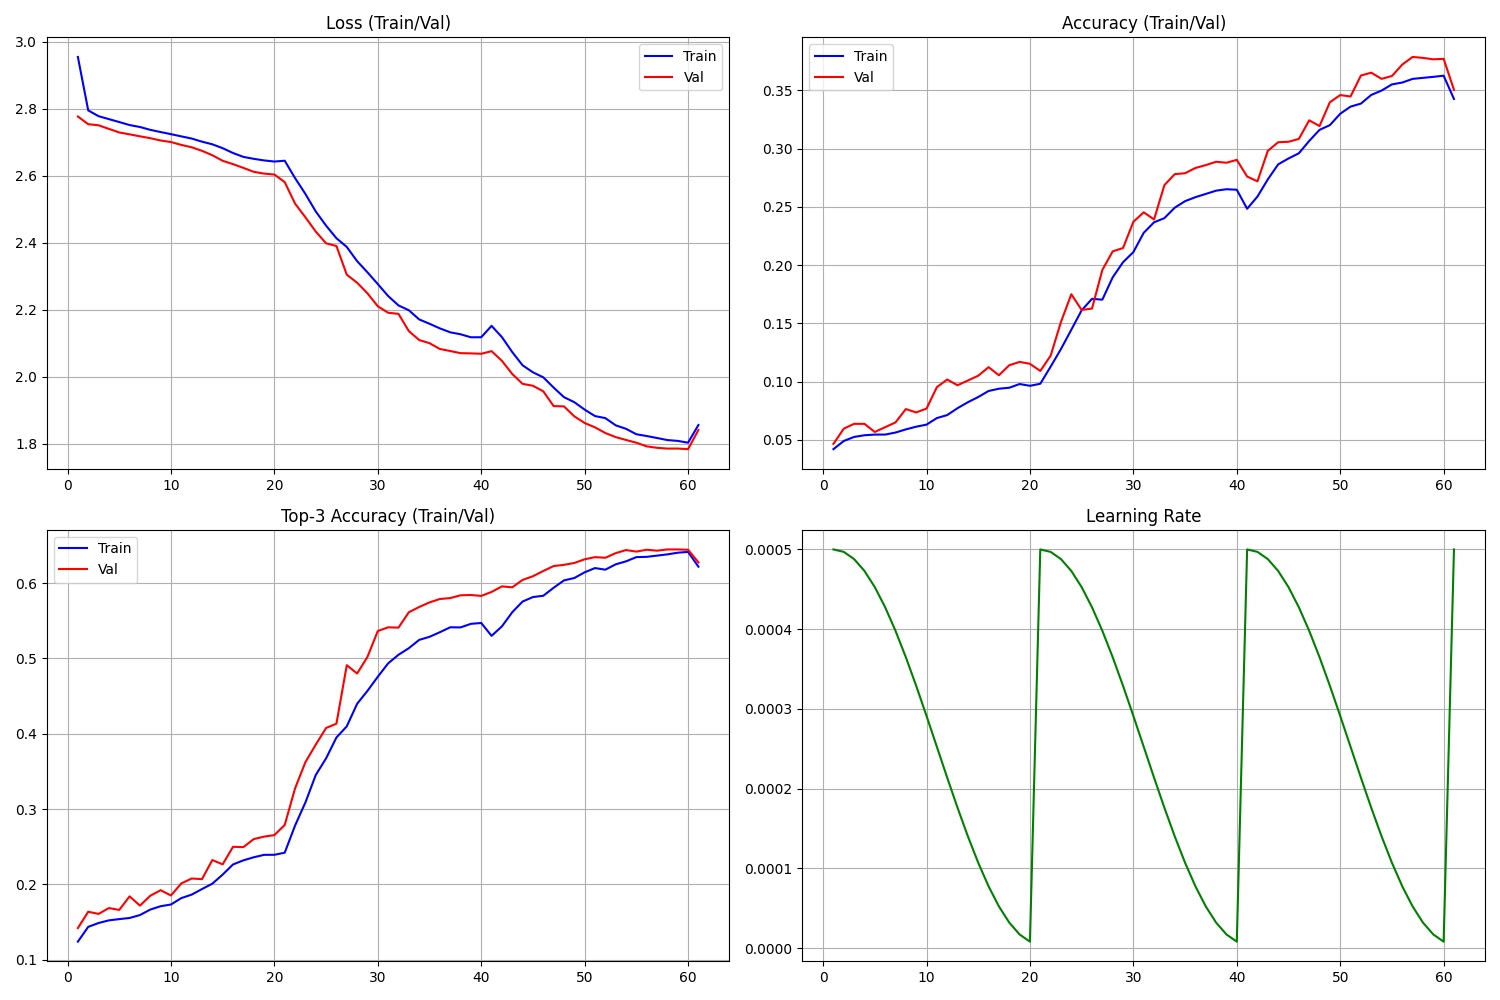 Loss (Train/Val)
3.0
2.8
2.6
2.4
2.2
2.0
1.8
0 10 20 30 40 50 60
Train
Val
Accuracy (Train/Val)
0.35
0.30
0.25
0.20
0.15
0.10
0.05
0 10 20 30 40 50 60
Train
Val
Top-3 Accuracy (Train/Val)
0.6
0.5
0.4
0.3
0.2
0.1
0 10 20 30 40 50 60
Train
Val
Learning Rate
0.0005
0.0004
0.0003
0.0002
0.0001
0.0000
0 10 20 30 40 50 60